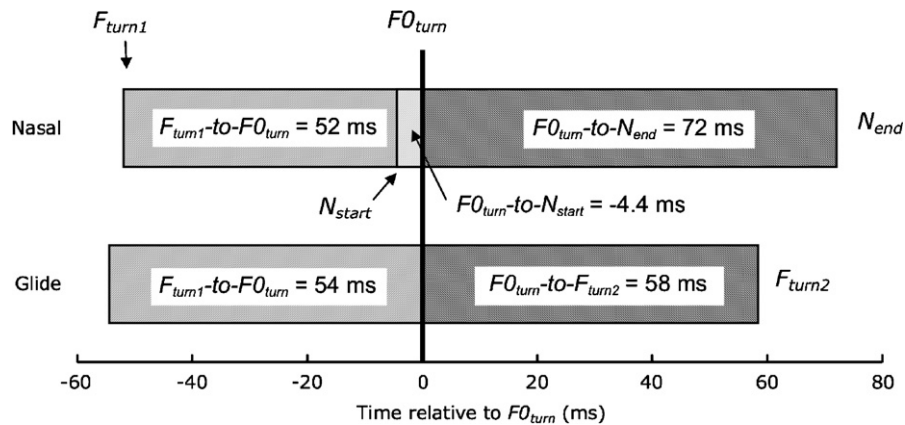 F_turn1 F0_turn
Nasal F_turn1-to-F0_turn = 52 ms F0_turn-to-N_end = 72 ms N_end
N_start F0_turn-to-N_start = -4.4 ms
Glide F_turn1-to-F0_turn = 54 ms F0_turn-to-F_turn2 = 58 ms F_turn2
-60 -40 -20 0 20 40 60 80
Time relative to F0_turn (ms)